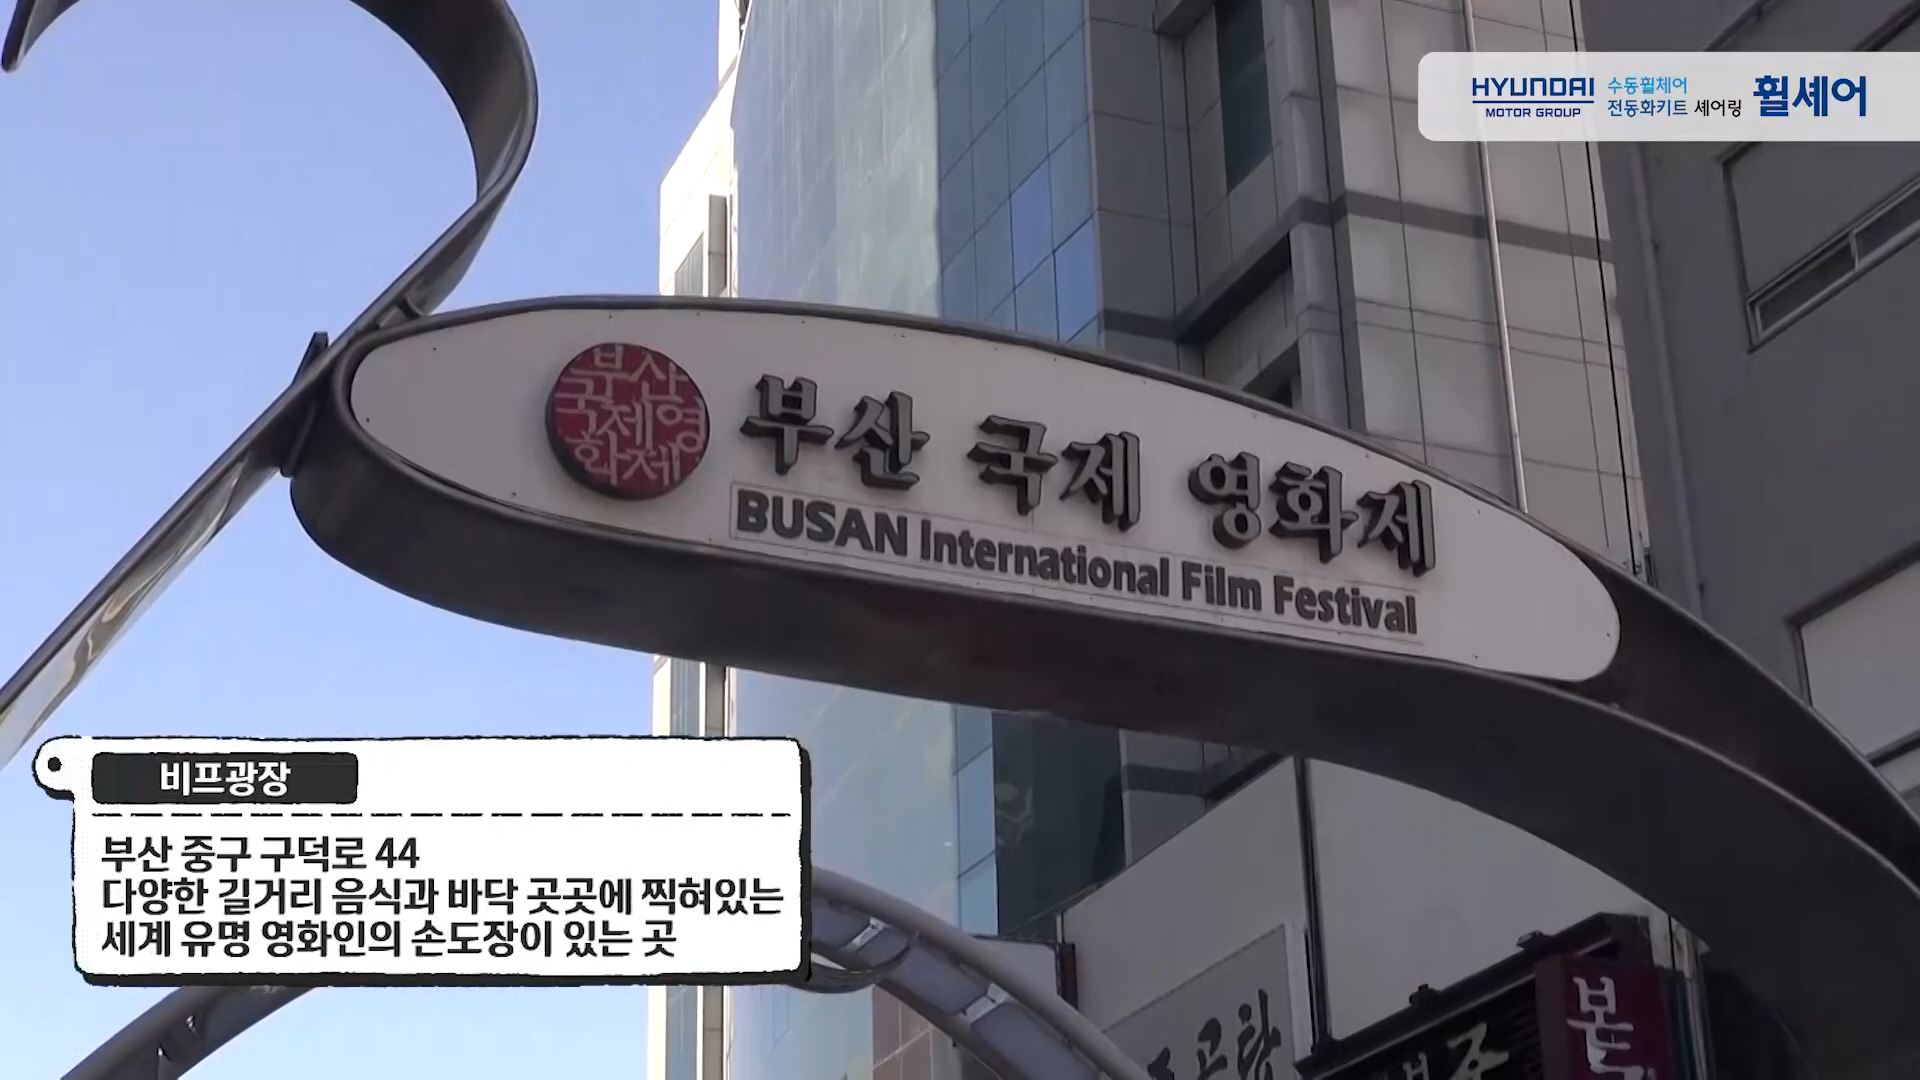 HYUNDAI
MOTOR GROUP
수동휠체어
전동화키트 셰어링
휠셰어
부산
국제영
화제
부산 국제 영화제
BUSAN International Film Festival
비프광장
부산 중구 구덕로 44
다양한 길거리 음식과 바닥 곳곳에 찍혀있는
세계 유명 영화인의 손도장이 있는 곳